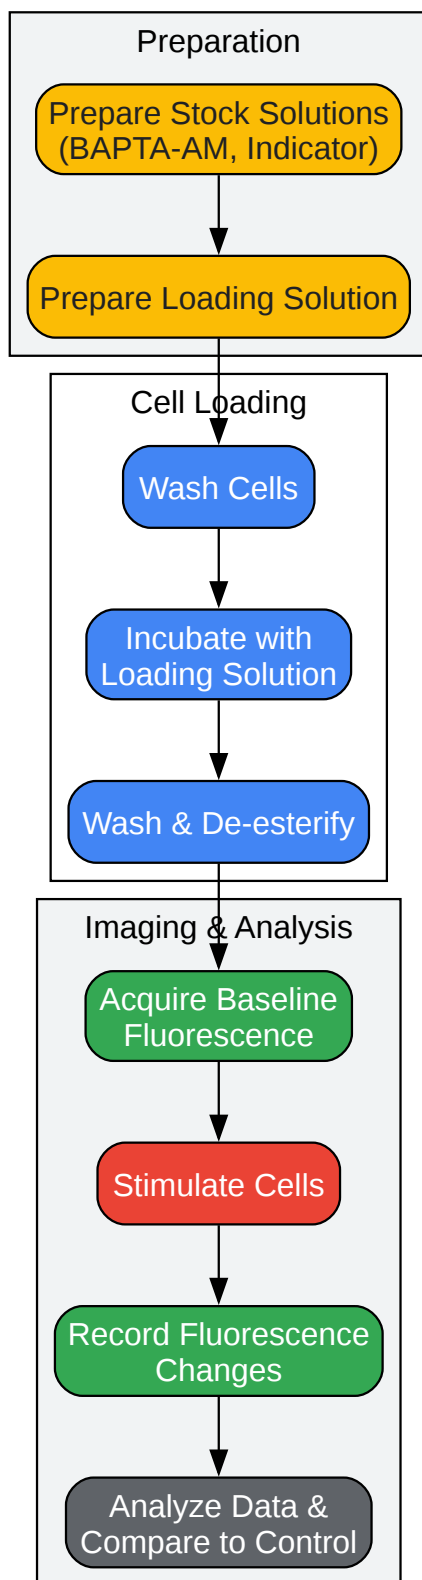 Preparation
Prepare Stock Solutions
(BAPTA-AM, Indicator)
Prepare Loading Solution
Cell Loading
Wash Cells
Incubate with
Loading Solution
Wash & De-esterify
Imaging & Analysis
Acquire Baseline
Fluorescence
Stimulate Cells
Record Fluorescence
Changes
Analyze Data &
Compare to Control